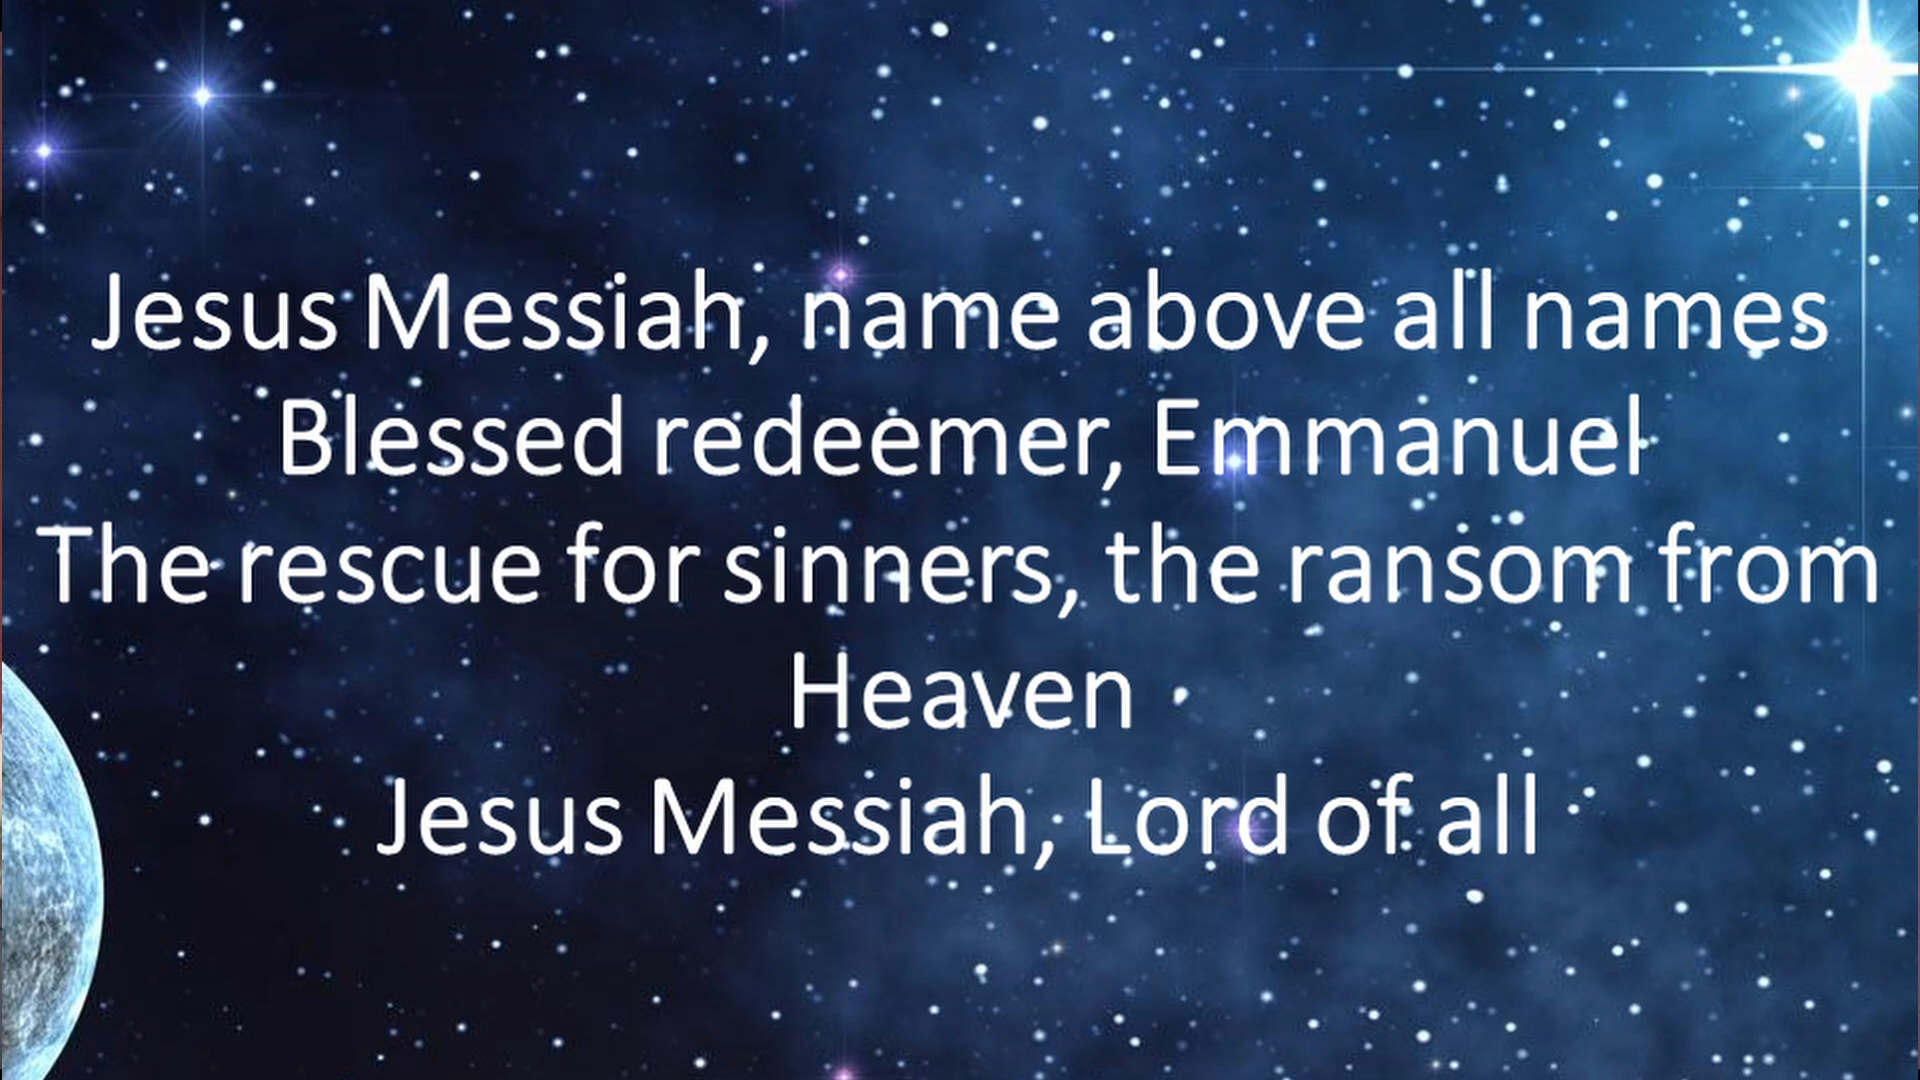 Jesus Messiah, name above all names
Blessed redeemer, Emmanuel
The rescue for sinners, the ransom from
Heaven
Jesus Messiah, Lord of all